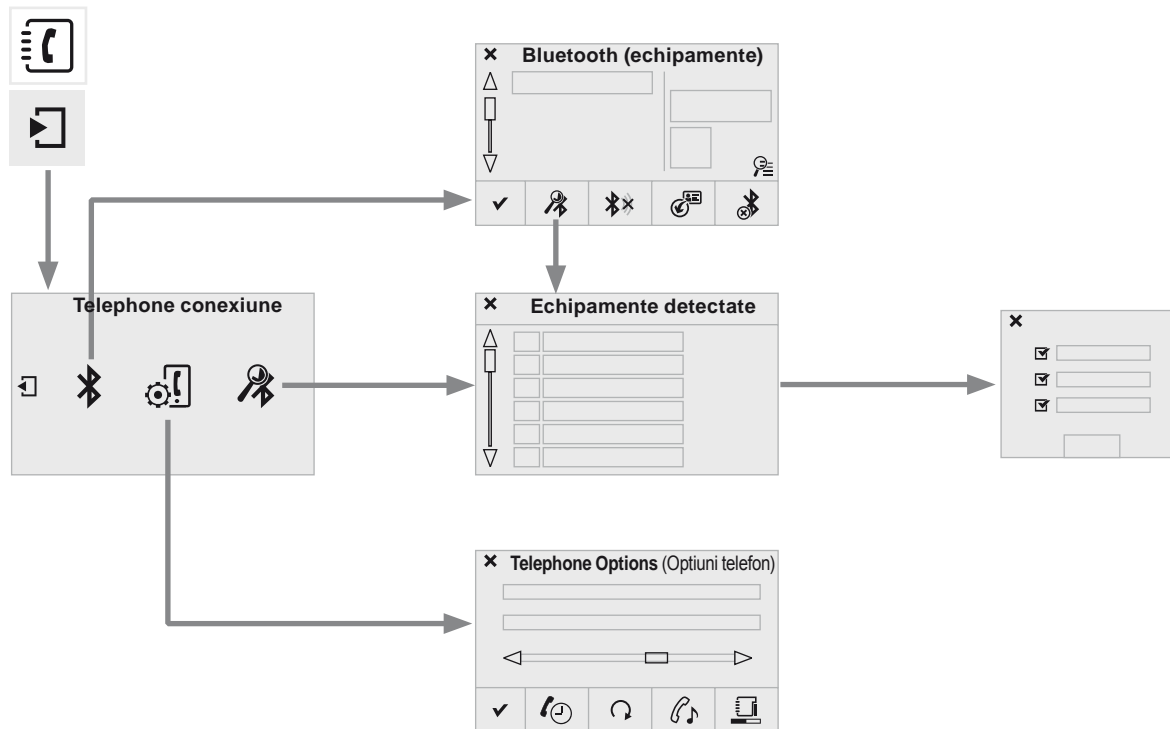 Bluetooth (echipamente)
Telephone conexiune
Echipamente detectate
Telephone Options (Optiuni telefon)